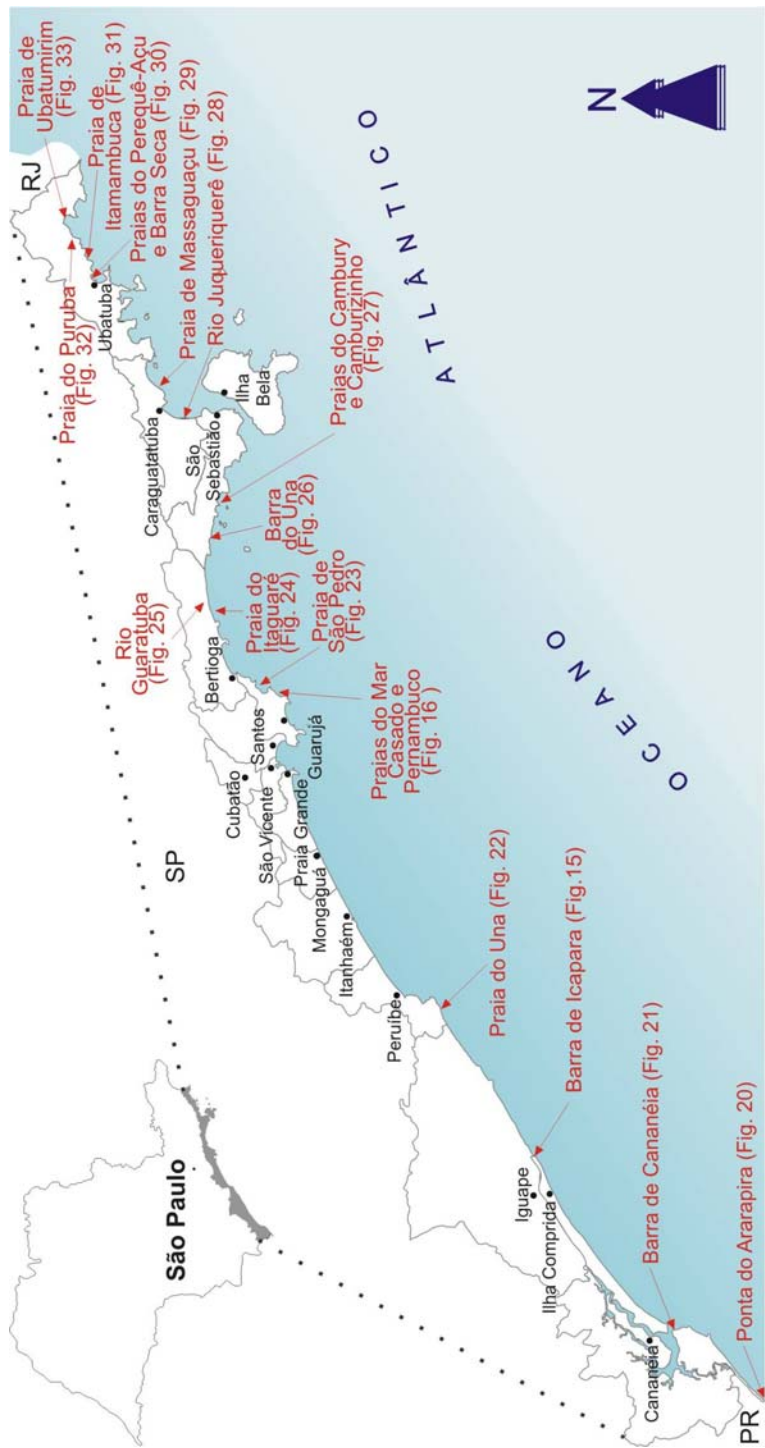 São Paulo
SP
RJ
PR
N
OCEANO
ATLÂNTICO
Praia de
Ubatumirim
(Fig. 33)
Praia do Puruba
(Fig. 32)
Praia de
Itamambuca (Fig. 31)
Praias do Perequê-Açu
e Barra Seca (Fig. 30)
Ubatuba
Praia de Massaguaçu (Fig. 29)
Rio Juqueriquerê (Fig. 28)
Caraguatatuba
São
Sebastião
Ilha
Bela
Praias do Cambury
e Camburizinho
(Fig. 27)
Barra
do Una
(Fig. 26)
Rio
Guaratuba
(Fig. 25)
Praia do
Itaguaré
(Fig. 24)
Praia de
São Pedro
(Fig. 23)
Bertioga
Praias do Mar
Casado e
Pernambuco
(Fig. 16 )
Santos
Guarujá
Cubatão
São Vicente
Praia Grande
Mongaguá
Itanhaém
Peruíbe
Praia do Una (Fig. 22)
Barra de Icapara (Fig.15)
Iguape
Ilha Comprida
Barra de Cananéia (Fig. 21)
Cananéia
Ponta do Ararapira (Fig. 20)